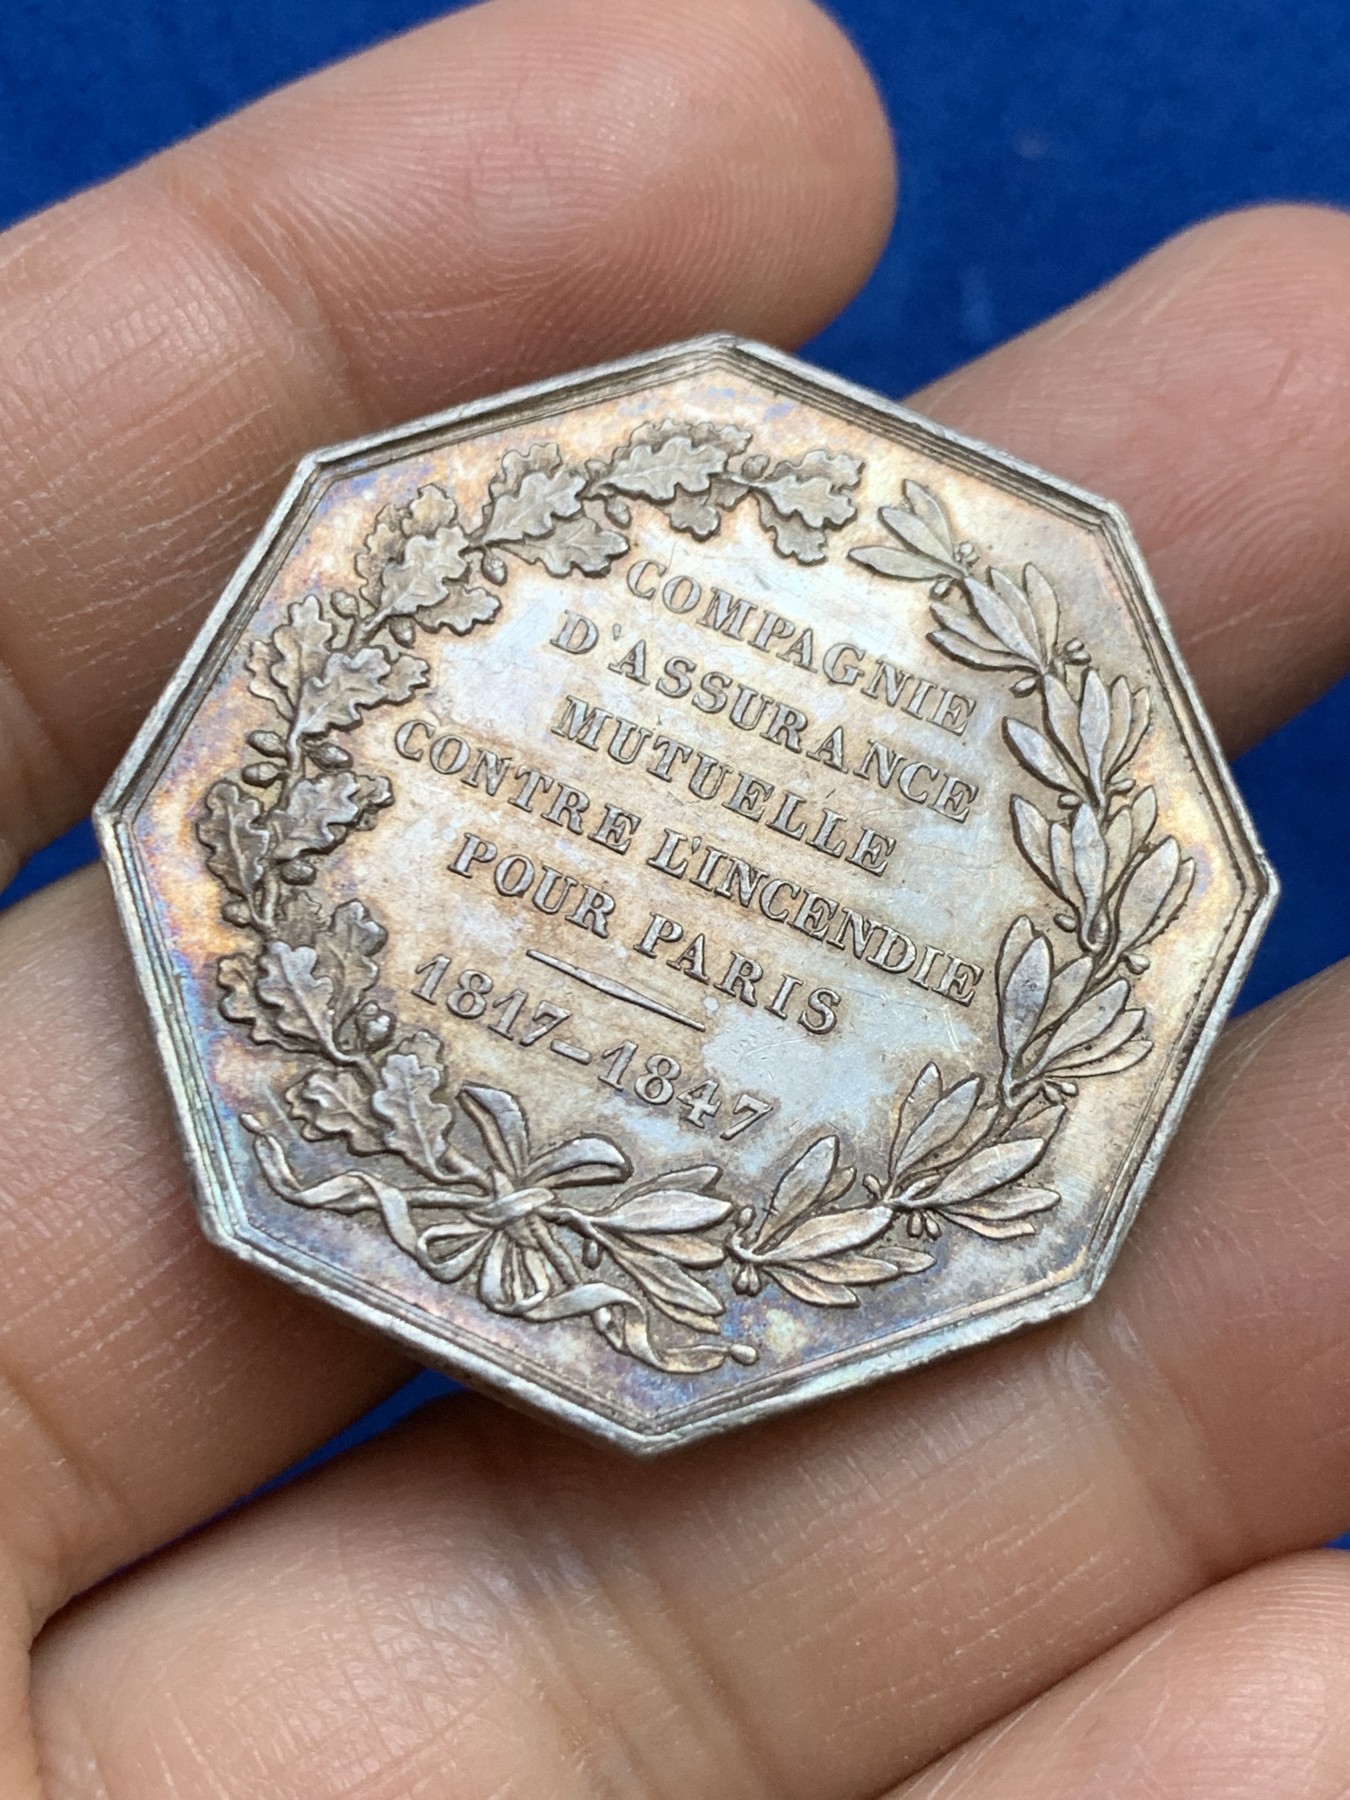 COMPAGNIE
D'ASSURANCE
MUTUELLE
CONTRE L'INCENDIE
POUR PARIS
1817-1847